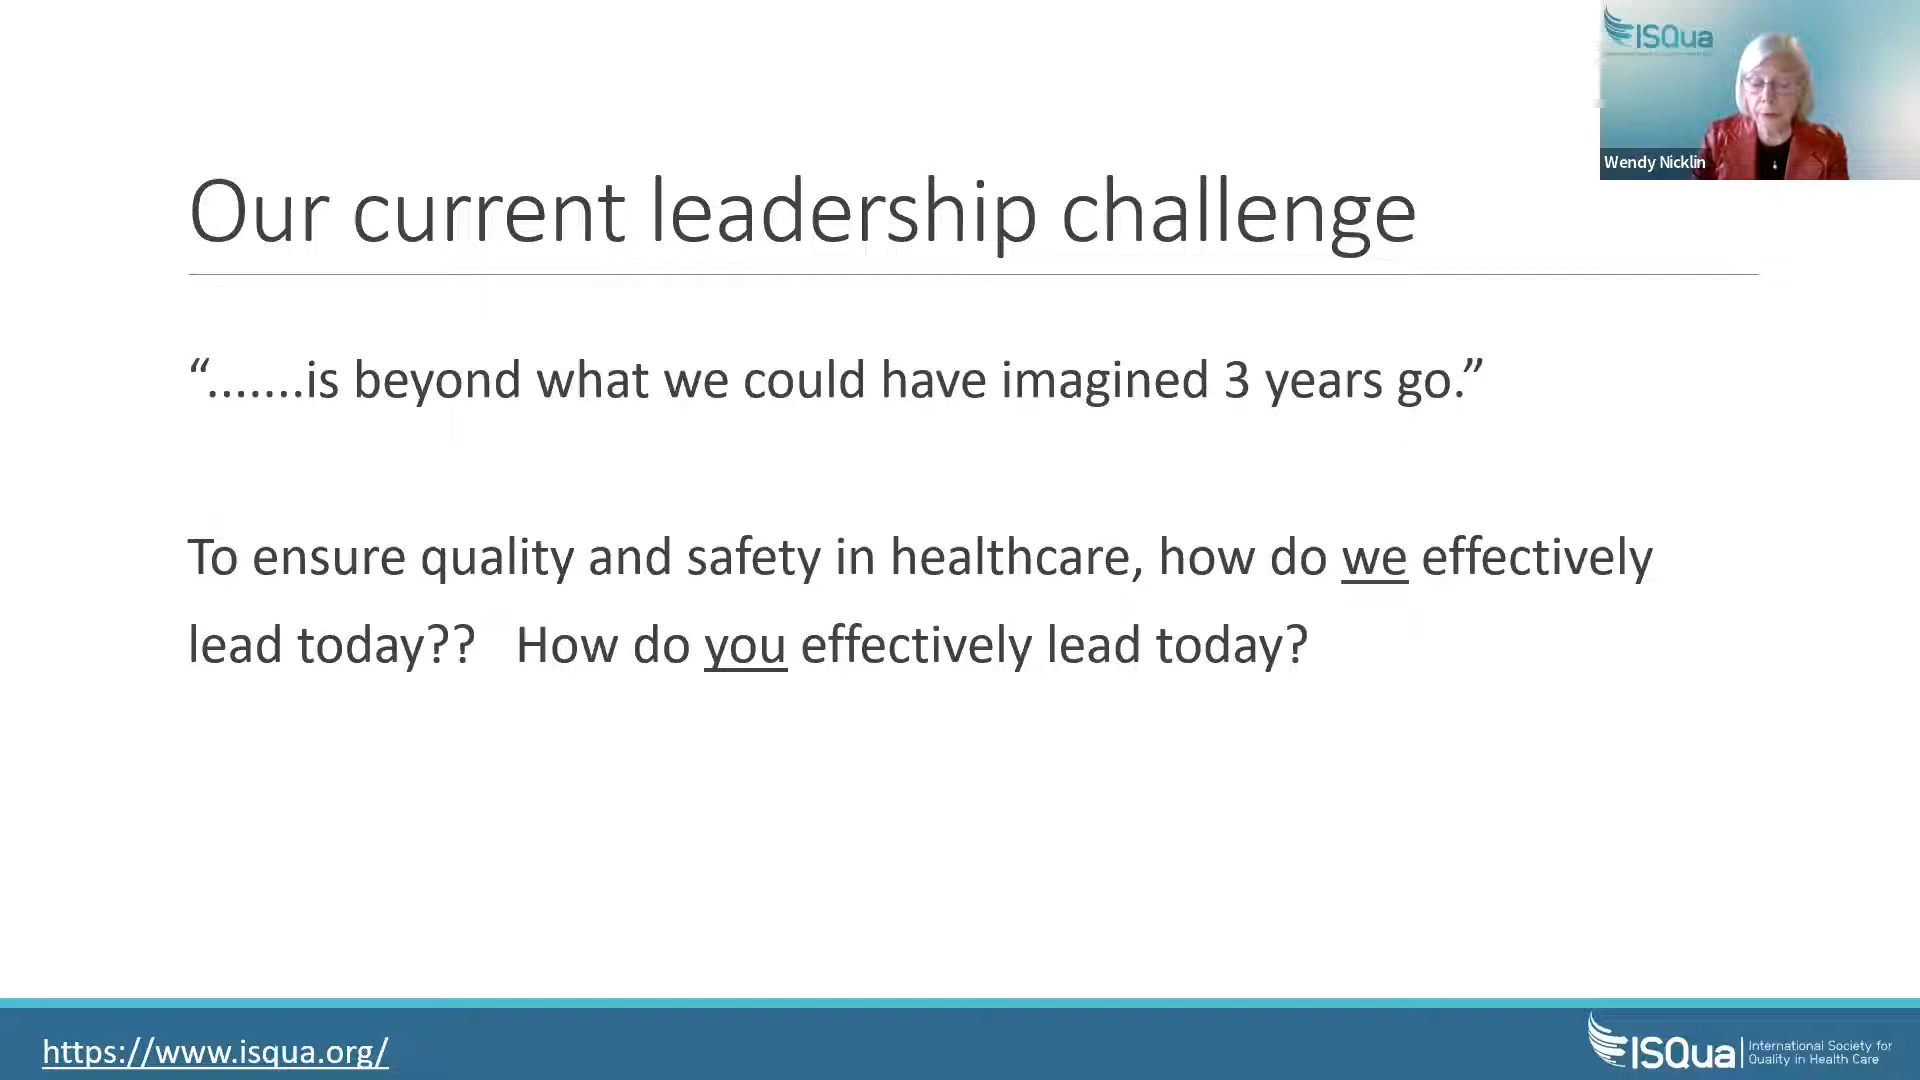 ISQua
Wendy Nicklin
Our current leadership challenge
“.......is beyond what we could have imagined 3 years go.”
To ensure quality and safety in healthcare, how do we effectively
lead today?? How do you effectively lead today?
https://www.isqua.org/
ISQua
International Society for
Quality in Health Care